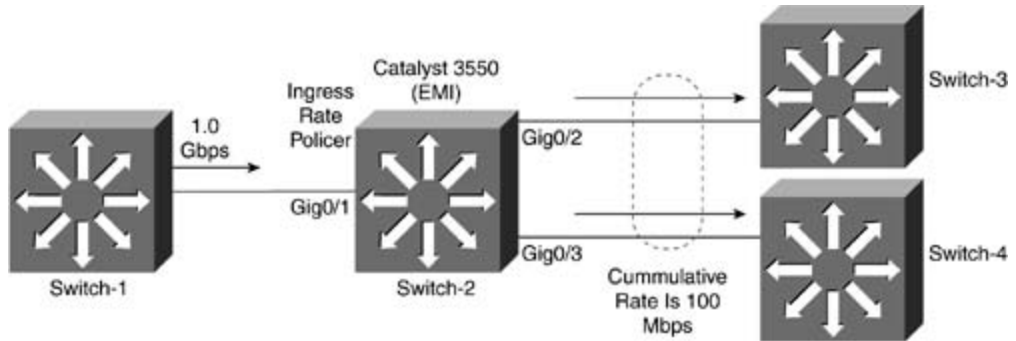 Catalyst 3550
(EMI)
Ingress
Rate
Policer
1.0
Gbps
Gig0/1
Gig0/2
Gig0/3
Switch-1
Switch-2
Switch-3
Switch-4
Cummulative
Rate Is 100
Mbps